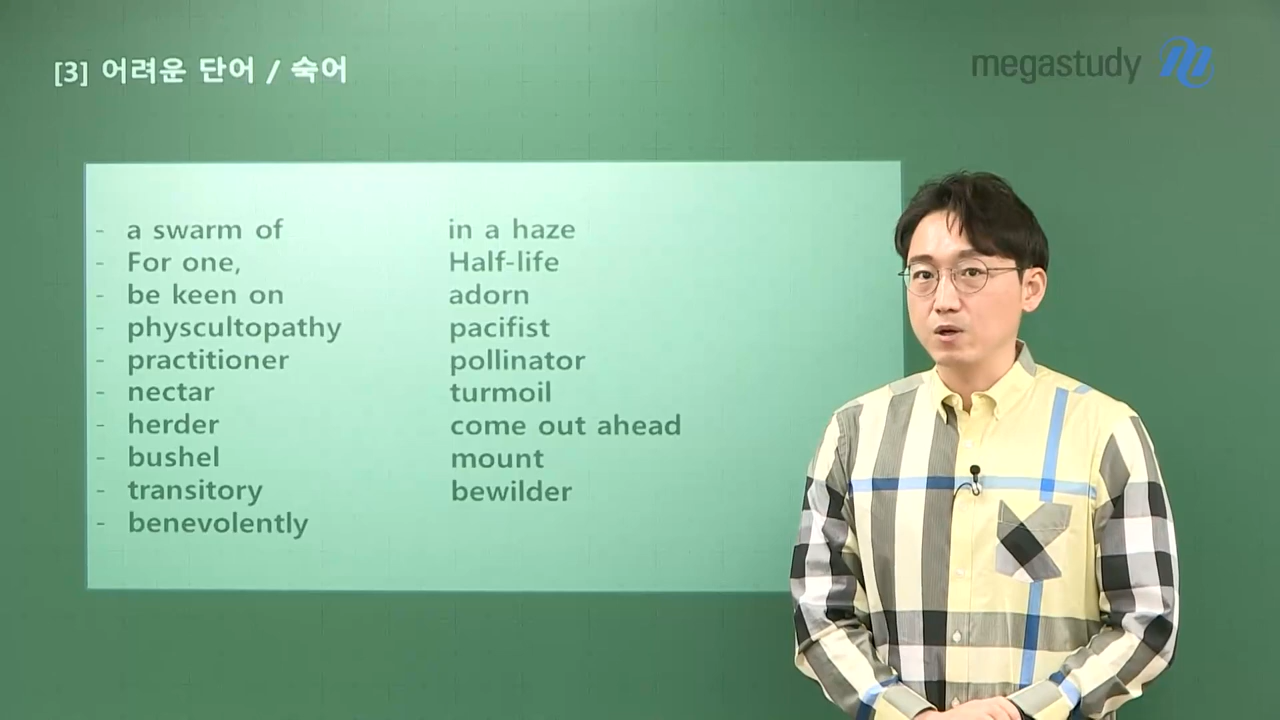 [3] 어려운 단어 / 숙어
megastudy
- a swarm of
- For one,
- be keen on
- physcultopathy
- practitioner
- nectar
- herder
- bushel
- transitory
- benevolently
in a haze
Half-life
adorn
pacifist
pollinator
turmoil
come out ahead
mount
bewilder